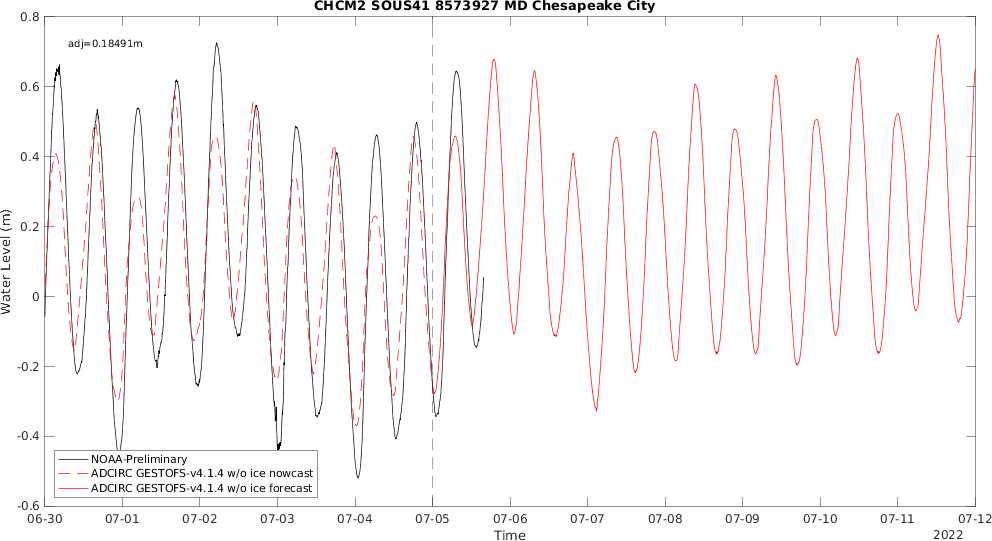 CHCM2 SOUS41 8573927 MD Chesapeake City
adj=0.18491m
0.8
0.6
0.4
0.2
0
-0.2
-0.4
-0.6
Water Level (m)
NOAA-Preliminary
ADCIRC GESTOFS-v4.1.4 w/o ice nowcast
ADCIRC GESTOFS-v4.1.4 w/o ice forecast
06-30 07-01 07-02 07-03 07-04 07-05 07-06 07-07 07-08 07-09 07-10 07-11 07-12
Time
2022